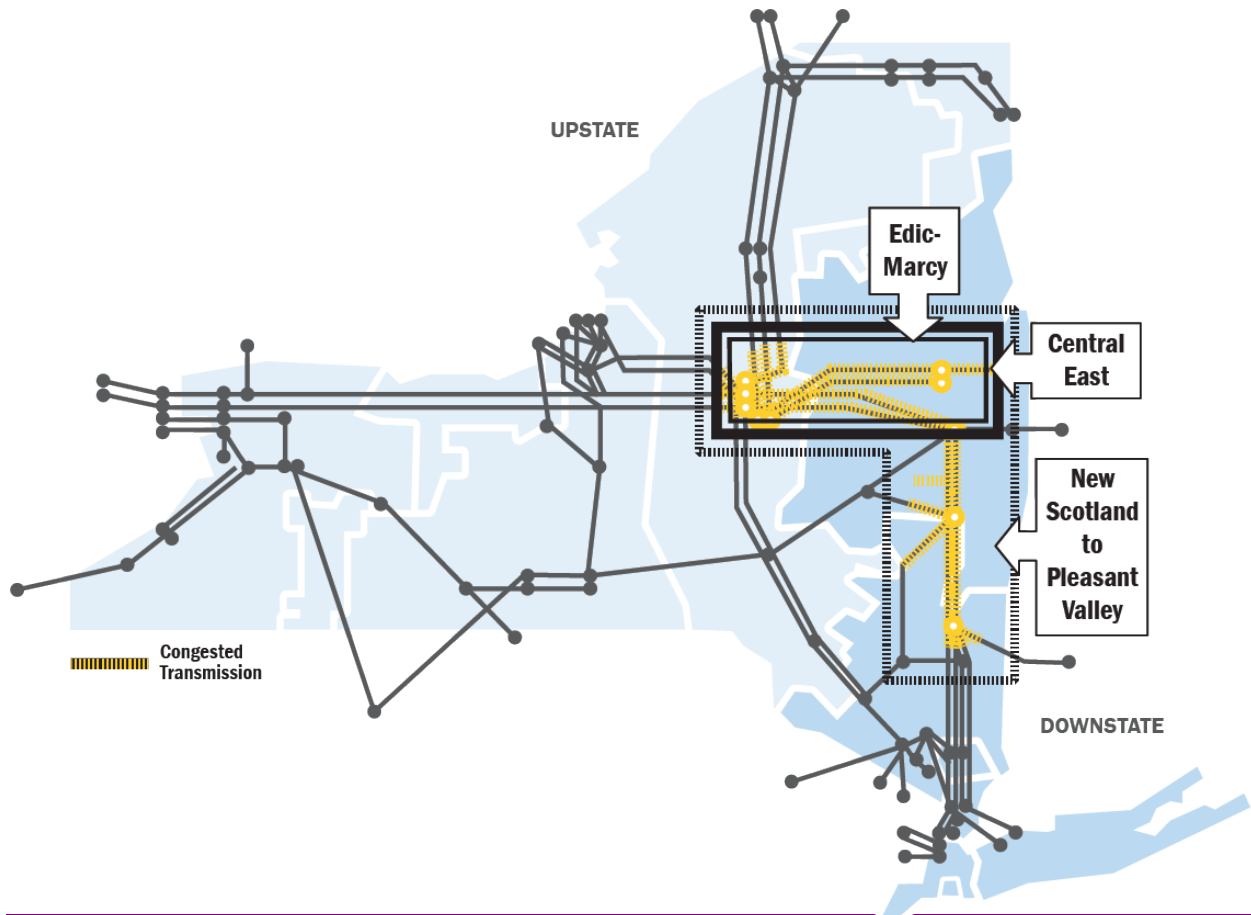 UPSTATE
Edic-
Marcy
Central
East
New
Scotland
to
Pleasant
Valley
Congested
Transmission
DOWNSTATE